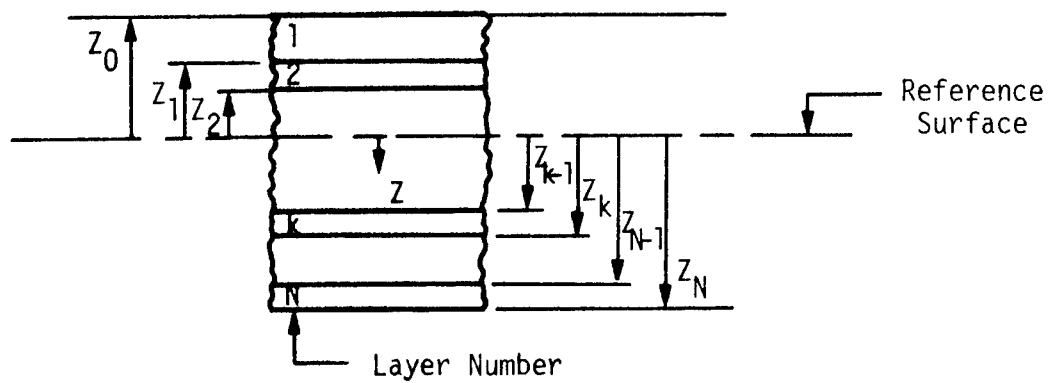 1
Z0
2
Z1
Z2
Reference
Surface
Zk-1
Z
Zk
k
ZN-1
ZN
N
Layer Number